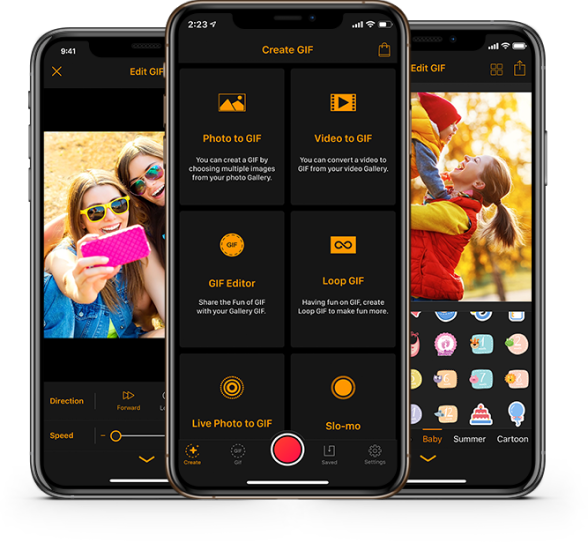 9:41
Edit GIF
Direction
Forward
Speed
2:23
Create GIF
Photo to GIF
You can creat a GIF by
choosing multiple images
from your photo Gallery.
Video to GIF
You can convert a video to
GIF from your video Gallery.
GIF
GIF Editor
Share the Fun of GIF
with your Gallery GIF.
Loop GIF
Having fun on GIF, create
Loop GIF to make fun more.
Live Photo to GIF
Slo-mo
Create
GIF
GIF
Saved
Settings
Edit GIF
Baby Summer Cartoon